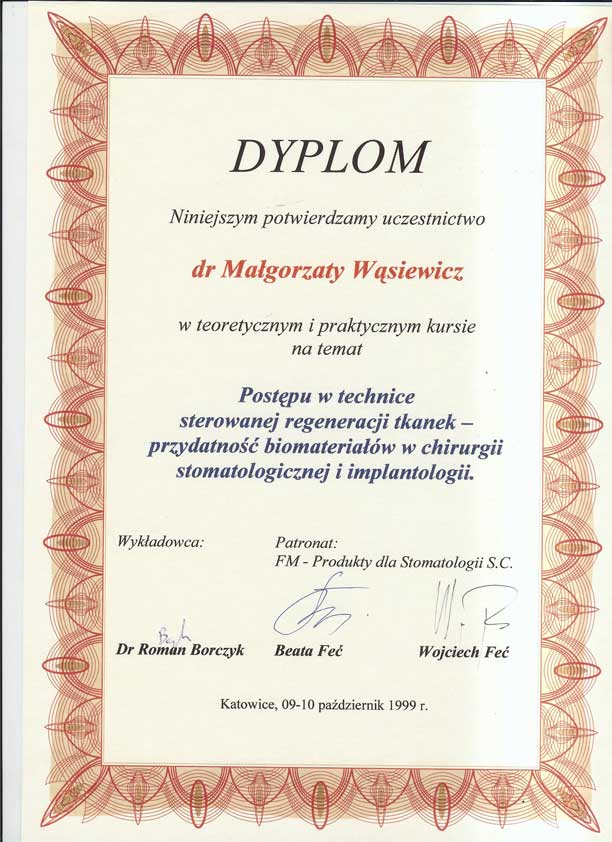 DYPLOM
Niniejszym potwierdzamy uczestnictwo
dr Małgorzaty Wąsiewicz
w teoretycznym i praktycznym kursie
na temat
Postępu w technice
sterowanej regeneracji tkanek –
przydatność biomateriałów w chirurgii
stomatologicznej i implantologii.
Wykładowca:
Patronat:
FM - Produkty dla Stomatologii S.C.
Dr Roman Borczyk
Beata Feć
Wojciech Feć
Katowice, 09-10 październik 1999 r.